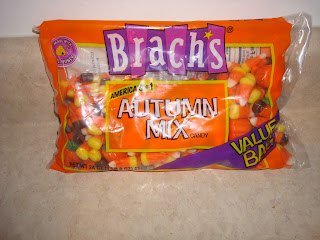 Brach's
AMERICA'S #1
AUTUMN
MIX
CANDY
VALUE
BAG